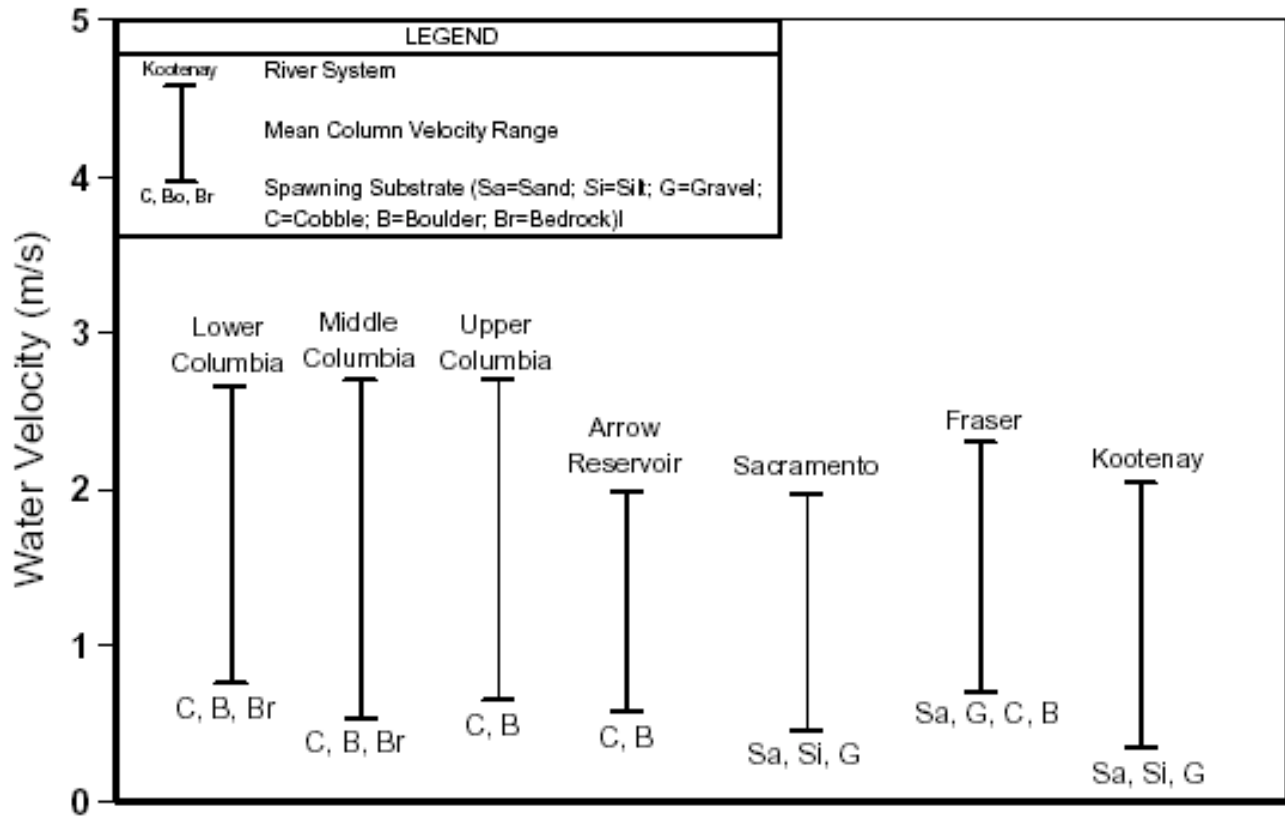 LEGEND
Kootenay
River System
Mean Column Velocity Range
C, Bo, Br
Spawning Substrate (Sa=Sand; Si=Silt; G=Gravel;
C=Cobble; B=Boulder; Br=Bedrock)l
Water Velocity (m/s)
5
4
3
2
1
0
Lower
Columbia
C, B, Br
Middle
Columbia
C, B, Br
Upper
Columbia
C, B
Arrow
Reservoir
C, B
Sacramento
Sa, Si, G
Fraser
Sa, G, C, B
Kootenay
Sa, Si, G